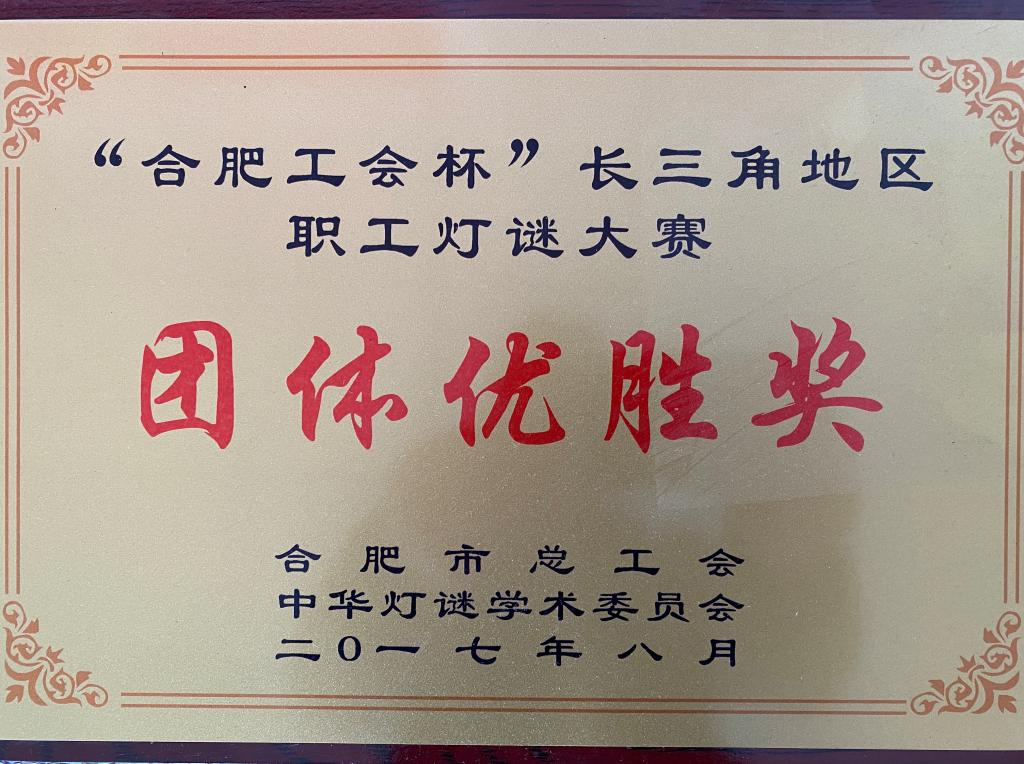 “合肥工会杯”长三角地区
职工灯谜大赛
团体优胜奖
合肥市总工会
中华灯谜学术委员会
二0一七年八月